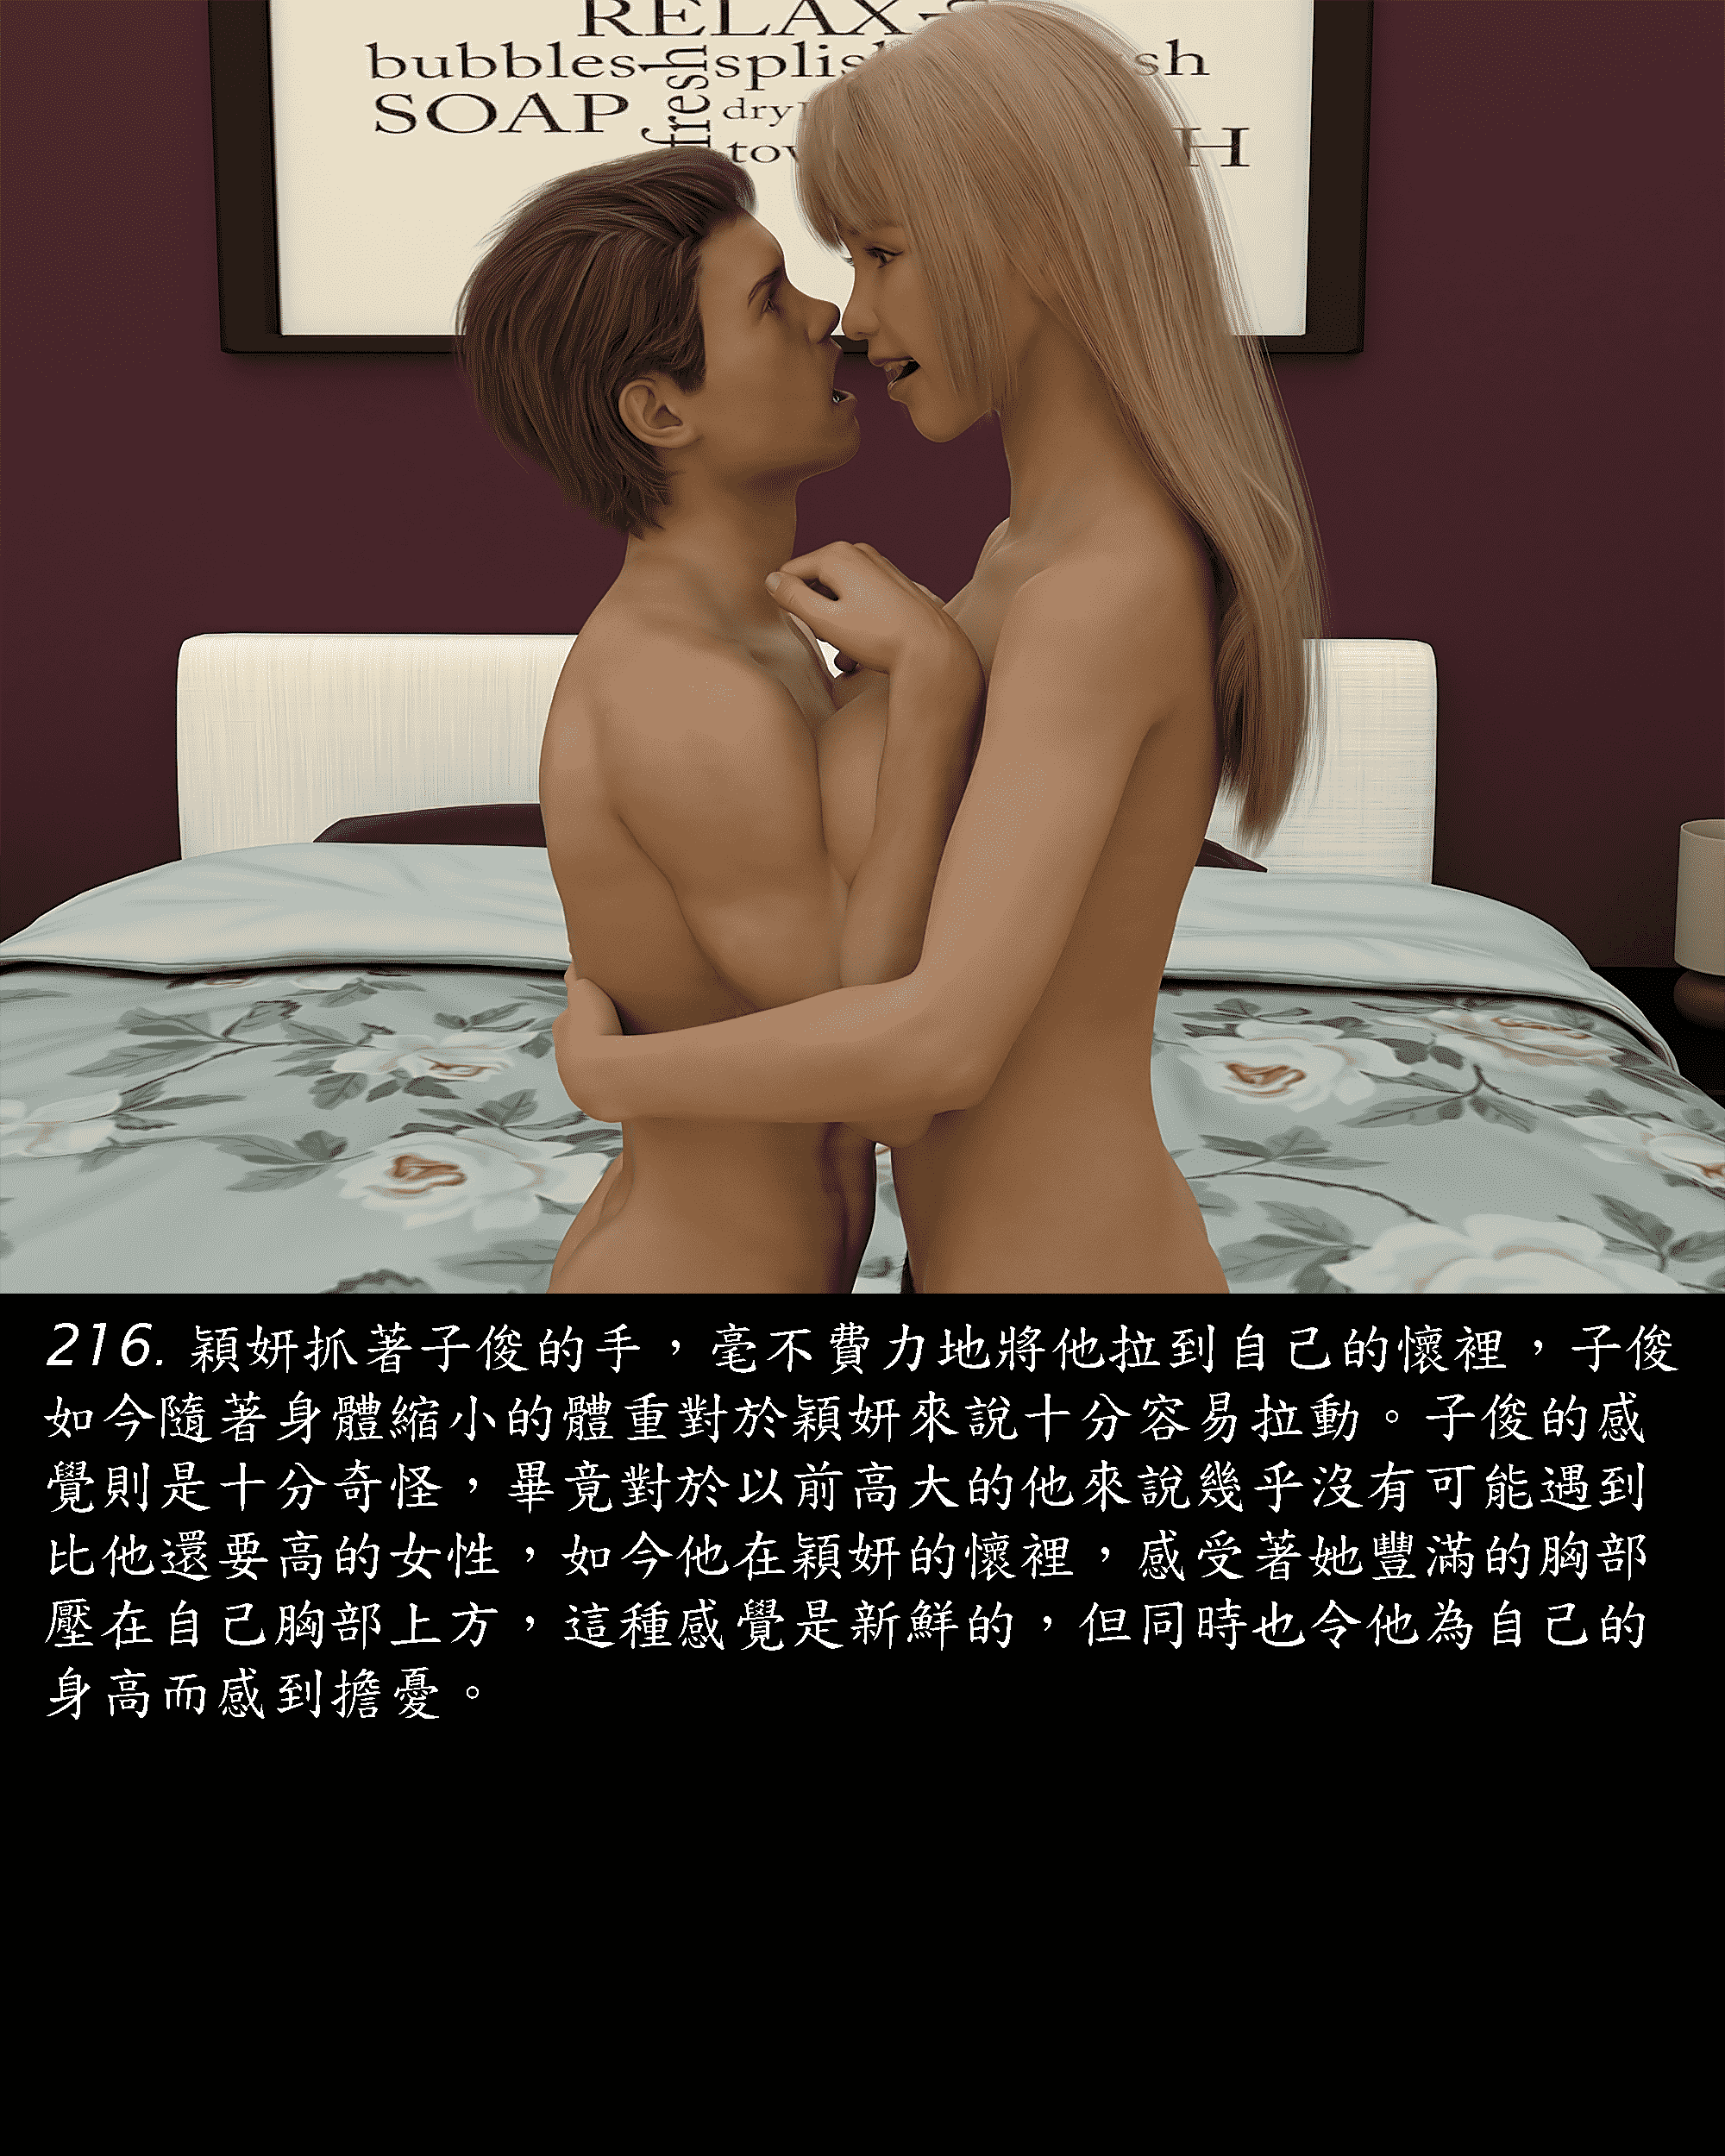 RELAX
bubbles splis sh
SOAP fresh dry
tow H
216. 穎妍抓著子俊的手，毫不費力地將他拉到自己的懷裡，子俊
如今隨著身體縮小的體重對於穎妍來說十分容易拉動。子俊的感
覺則是十分奇怪，畢竟對於以前高大的他來說幾乎沒有可能遇到
比他還要高的女性，如今他在穎妍的懷裡，感受著她豐滿的胸部
壓在自己胸部上方，這種感覺是新鮮的，但同時也令他為自己的
身高而感到擔憂。